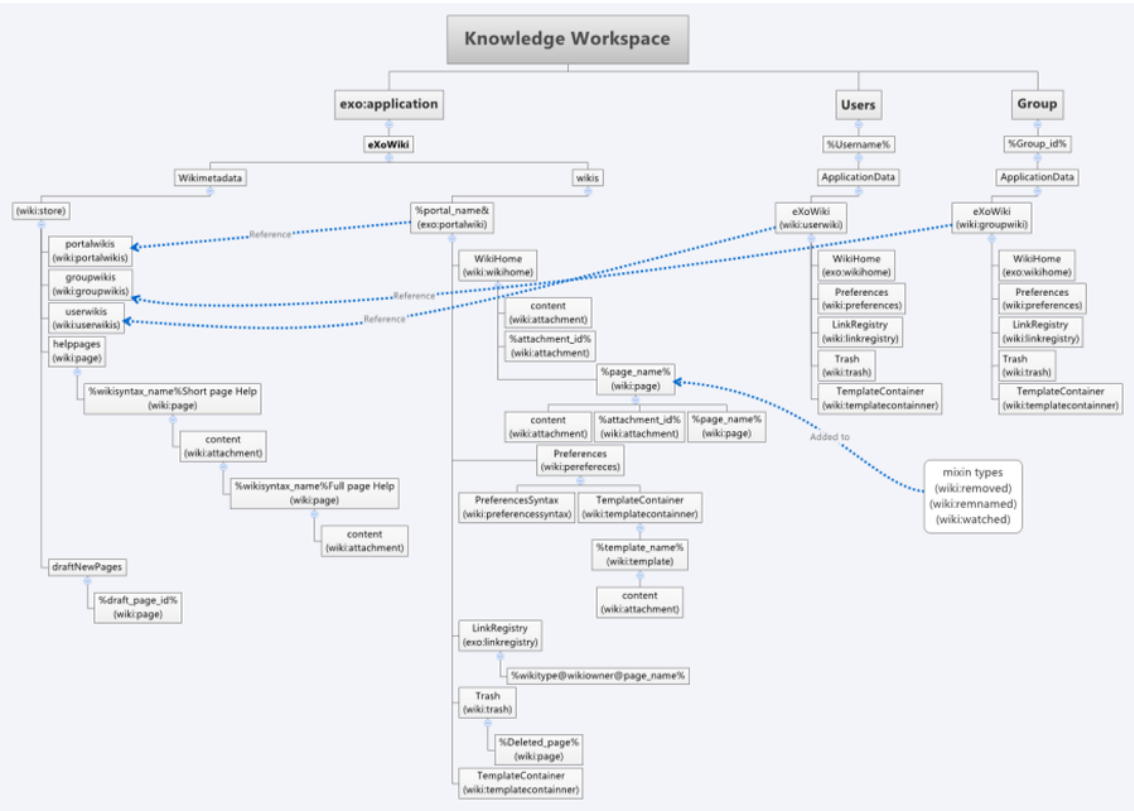 Knowledge Workspace
exo:application
Users
Group
eXoWiki
%Username%
%Group_id%
Wikimetadata
wikis
ApplicationData
ApplicationData
(wiki:store)
%portal_name&
(exo:portalwiki)
eXoWiki
(wiki:userwiki)
eXoWiki
(wiki:groupwiki)
Reference
Reference
Reference
portalwikis
(wiki:portalwikis)
groupwikis
(wiki:groupwikis)
userwikis
(wiki:userwikis)
helppages
(wiki:page)
%wikisyntax_name%Short page Help
(wiki:page)
content
(wiki:attachment)
%wikisyntax_name%Full page Help
(wiki:page)
content
(wiki:attachment)
draftNewPages
%draft_page_id%
(wiki:page)
WikiHome
(wiki:wikihome)
content
(wiki:attachment)
%attachment_id%
(wiki:attachment)
%page_name%
(wiki:page)
content
(wiki:attachment)
%attachment_id%
(wiki:attachment)
%page_name%
(wiki:page)
Preferences
(wiki:perefereces)
PreferencesSyntax
(wiki:preferencessyntax)
TemplateContainer
(wiki:templatecontainner)
%template_name%
(wiki:template)
content
(wiki:attachment)
LinkRegistry
(exo:linkregistry)
%wikitype@wikiowner@page_name%
Trash
(wiki:trash)
%Deleted_page%
(wiki:page)
TemplateContainer
(wiki:templatecontainner)
WikiHome
(exo:wikihome)
Preferences
(wiki:preferences)
LinkRegistry
(wiki:linkregistry)
Trash
(wiki:trash)
TemplateContainer
(wiki:templatecontainner)
WikiHome
(exo:wikihome)
Preferences
(wiki:preferences)
LinkRegistry
(wiki:linkregistry)
Trash
(wiki:trash)
TemplateContainer
(wiki:templatecontainner)
Added to
mixin types
(wiki:removed)
(wiki:remnamed)
(wiki:watched)